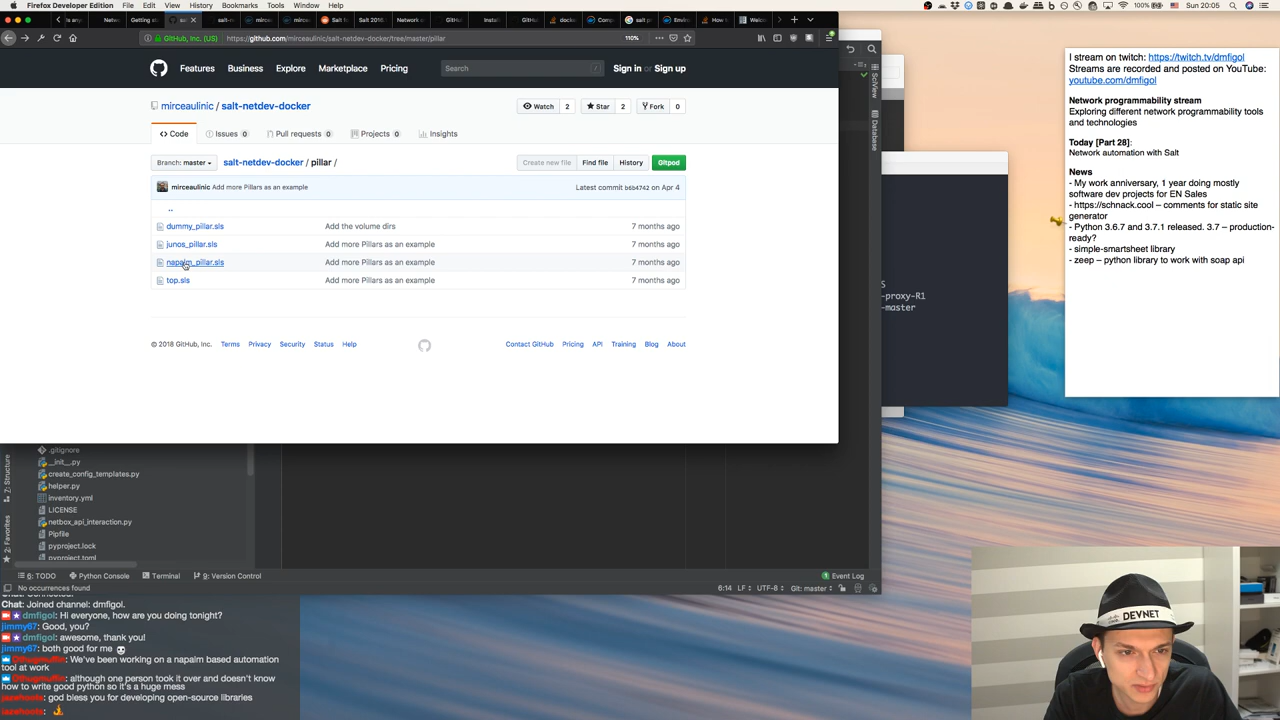 Firefox Developer Edition File Edit View History Bookmarks Tools Window Help
100% Sun 20:05
https://github.com/mirceaulinic/salt-netdev-docker/tree/master/pillar
GitHub, Inc. (US)
110%
Features Business Explore Marketplace Pricing
Search
Sign in or Sign up
mirceaulinic / salt-netdev-docker
Watch 2 Star 2 Fork 0
Code Issues 0 Pull requests 0 Projects 0 Insights
Branch: master
salt-netdev-docker / pillar /
Create new file Find file History Gitpod
mirceaulinic Add more Pillars as an example
Latest commit b6b4742 on Apr 4
..
dummy_pillar.sls Add the volume dirs 7 months ago
junos_pillar.sls Add more Pillars as an example 7 months ago
napalm_pillar.sls Add more Pillars as an example 7 months ago
top.sls Add more Pillars as an example 7 months ago
© 2018 GitHub, Inc. Terms Privacy Security Status Help
Contact GitHub Pricing API Training Blog About
SciView
Database
S
-proxy-R1
-master
I stream on twitch: https://twitch.tv/dmfigol
Streams are recorded and posted on YouTube:
youtube.com/dmfigol
Network programmability stream
Exploring different network programmability tools
and technologies
Today [Part 28]:
Network automation with Salt
News
- My work anniversary, 1 year doing mostly
software dev projects for EN Sales
- https://schnack.cool – comments for static site
generator
- Python 3.6.7 and 3.7.1 released. 3.7 – production-
ready?
- simple-smartsheet library
- zeep – python library to work with soap api
.gitignore
__init__.py
create_config_templates.py
helper.py
inventory.yml
LICENSE
netbox_api_interaction.py
Pipfile
pyproject.lock
pyproject.toml
7: Structure
2: Favorites
6: TODO Python Console Terminal 9: Version Control
Event Log
No occurrences found
6:14 LF UTF-8 Git: master
Chat: Joined channel: dmfigol.
dmfigol: Hi everyone, how are you doing tonight?
jimmy67: Good, you?
dmfigol: awesome, thank you!
jimmy67: both good for me
We've been working on a napalm based automation
tool at work
although one person took it over and doesn't know
how to write good python so it's a huge mess
god bless you for developing open-source libraries
DEVNET